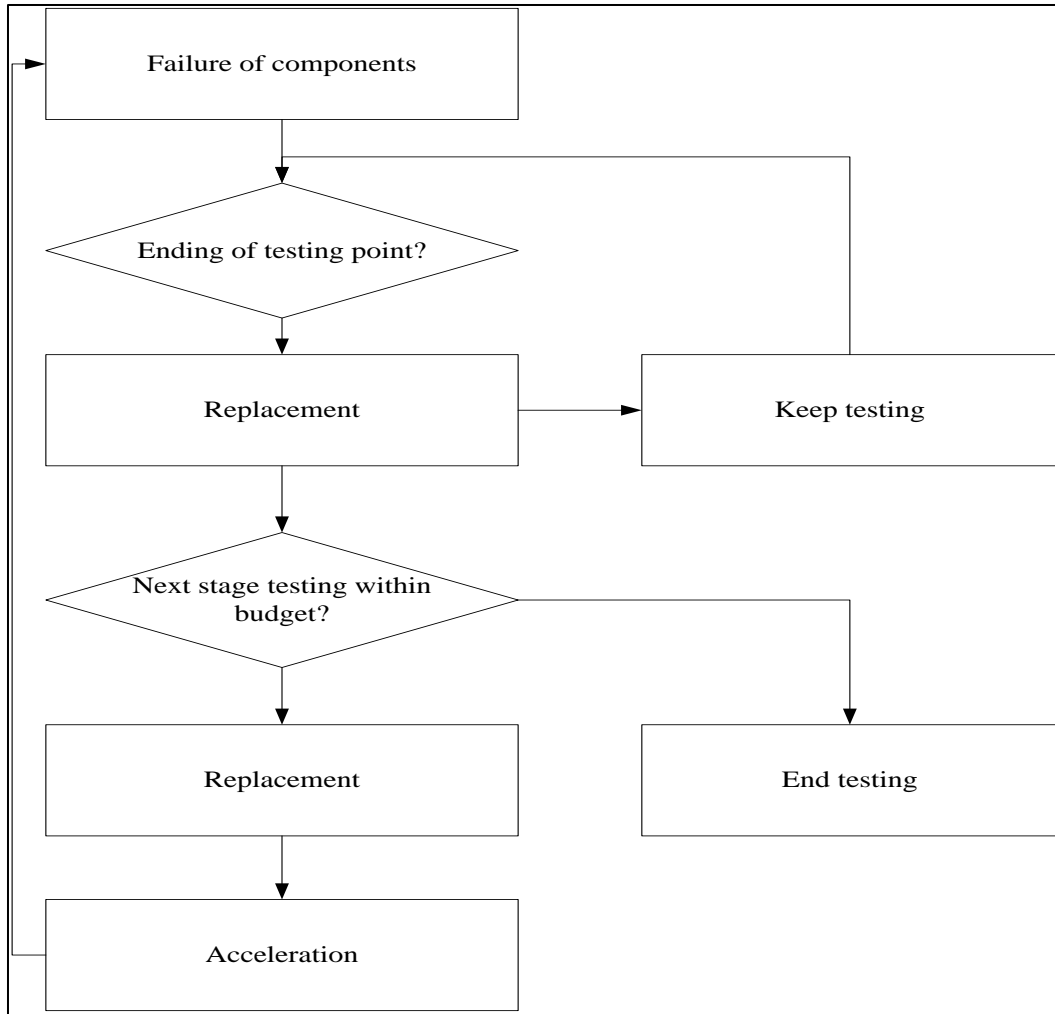 Failure of components
Ending of testing point?
Replacement
Keep testing
Next stage testing within
budget?
Replacement
End testing
Acceleration